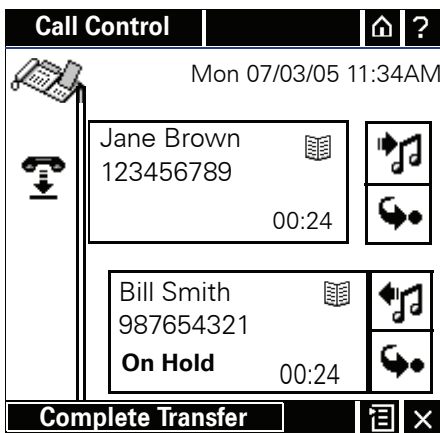 Call Control ?
Mon 07/03/05 11:34AM
Jane Brown
123456789
00:24
Bill Smith
987654321
On Hold 00:24
Complete Transfer